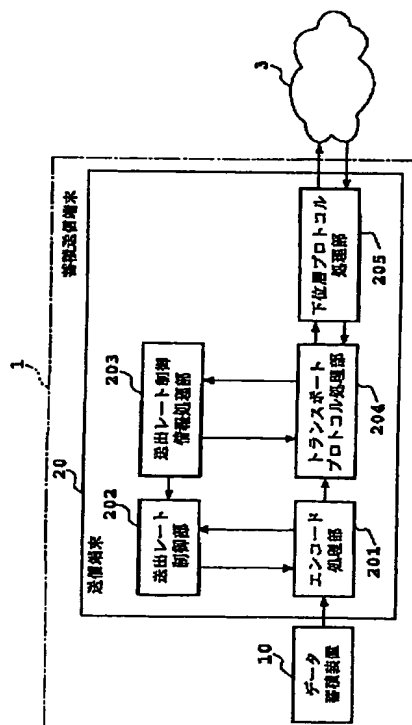 1
蓄積送信端末
20
送信端末
202
送出レート
制御部
203
送出レート制御
情報処理部
3
10
データ
蓄積装置
エンコード
処理部
201
トランスポート
プロトコル処理部
204
下位層プロトコル
処理部
205